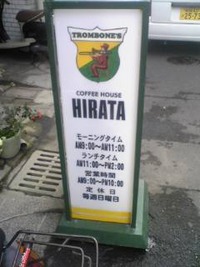 TROMBONE'S
COFFEE HOUSE
HIRATA
モーニングタイム
AM9:00〜AM11:00
ランチタイム
AM11:00〜PM2:00
営業時間
AM9:00〜PM10:00
定休日
毎週日曜日